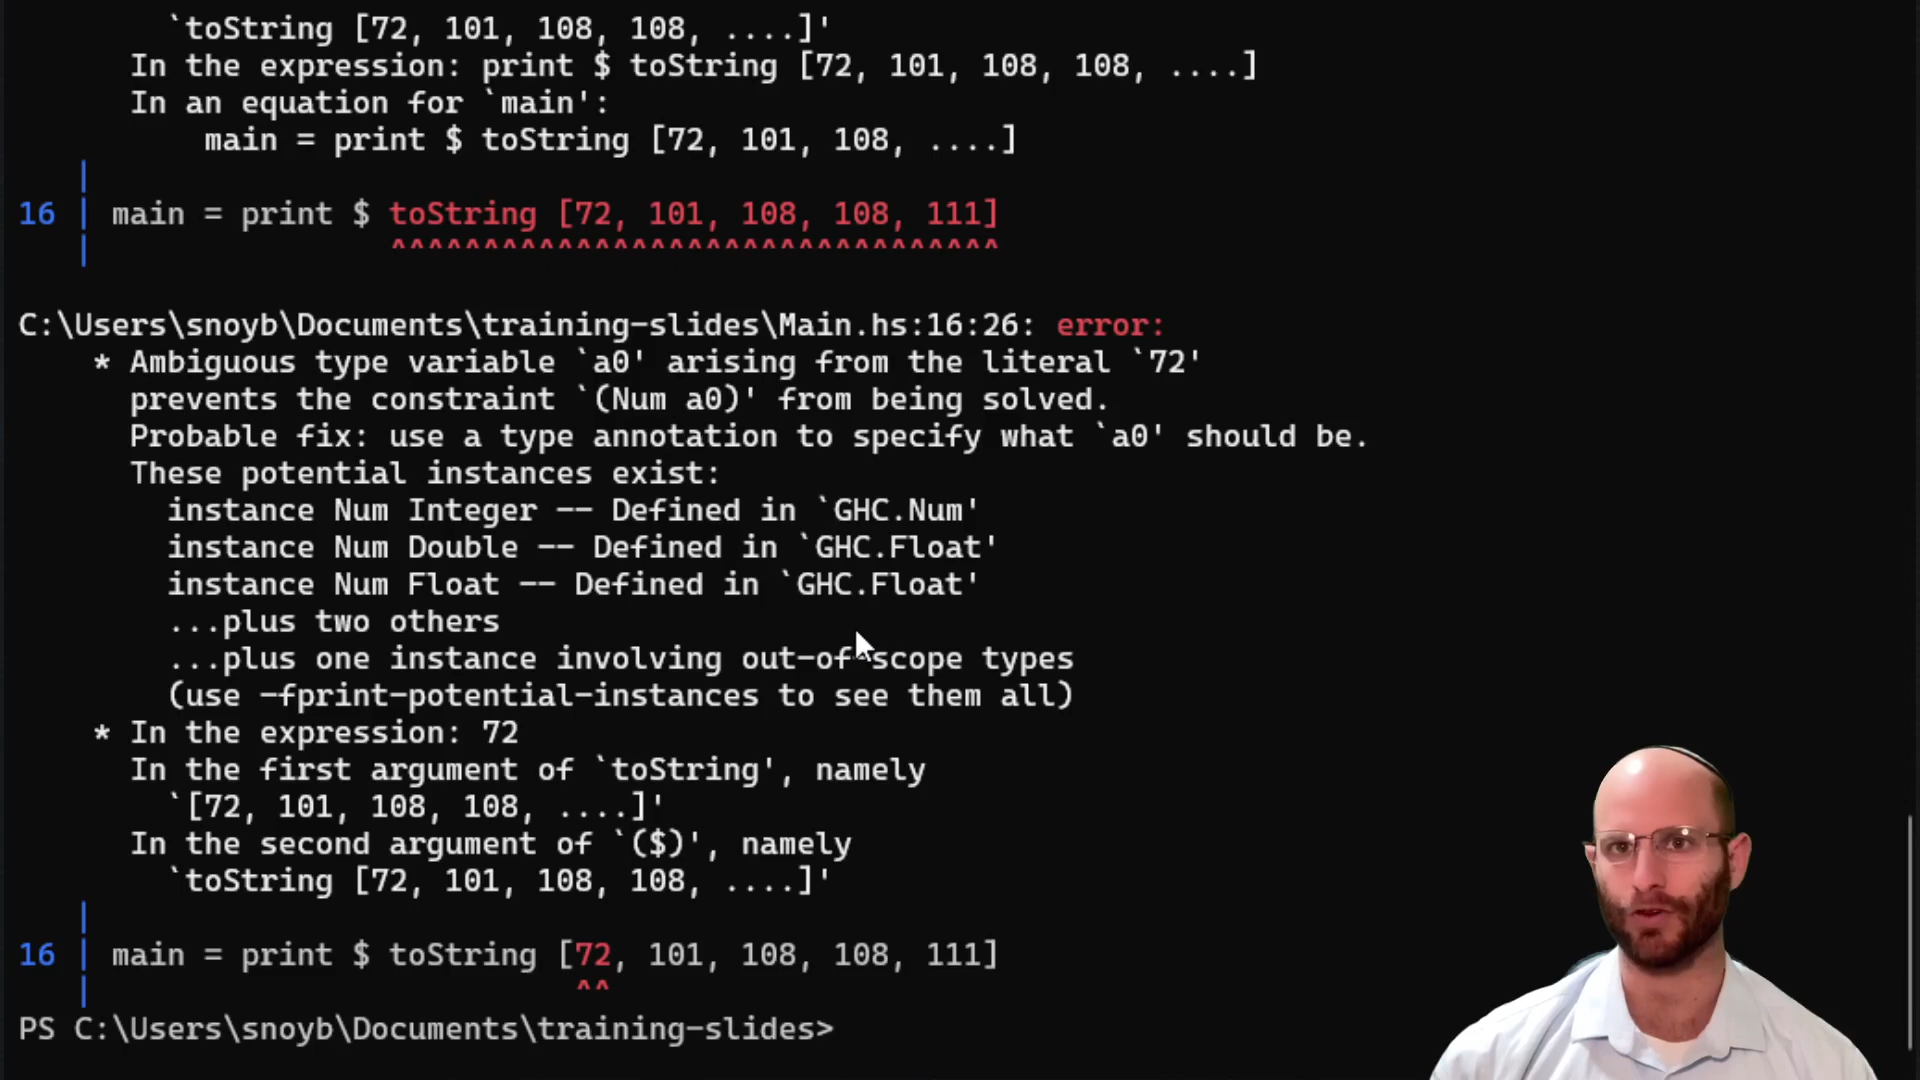 `toString [72, 101, 108, 108, ....]'
In the expression: print $ toString [72, 101, 108, 108, ....]
In an equation for `main':
main = print $ toString [72, 101, 108, ....]
|
16 | main = print $ toString [72, 101, 108, 108, 111]
| ^^^^^^^^^^^^^^^^^^^^^^^^^^^^^^^^^
C:\Users\snoyb\Documents\training-slides\Main.hs:16:26: error:
* Ambiguous type variable `a0' arising from the literal `72'
prevents the constraint `(Num a0)' from being solved.
Probable fix: use a type annotation to specify what `a0' should be.
These potential instances exist:
instance Num Integer -- Defined in `GHC.Num'
instance Num Double -- Defined in `GHC.Float'
instance Num Float -- Defined in `GHC.Float'
...plus two others
...plus one instance involving out-of-scope types
(use -fprint-potential-instances to see them all)
* In the expression: 72
In the first argument of `toString', namely
`[72, 101, 108, 108, ....]'
In the second argument of `($)', namely
`toString [72, 101, 108, 108, ....]'
|
16 | main = print $ toString [72, 101, 108, 108, 111]
| ^^
PS C:\Users\snoyb\Documents\training-slides>